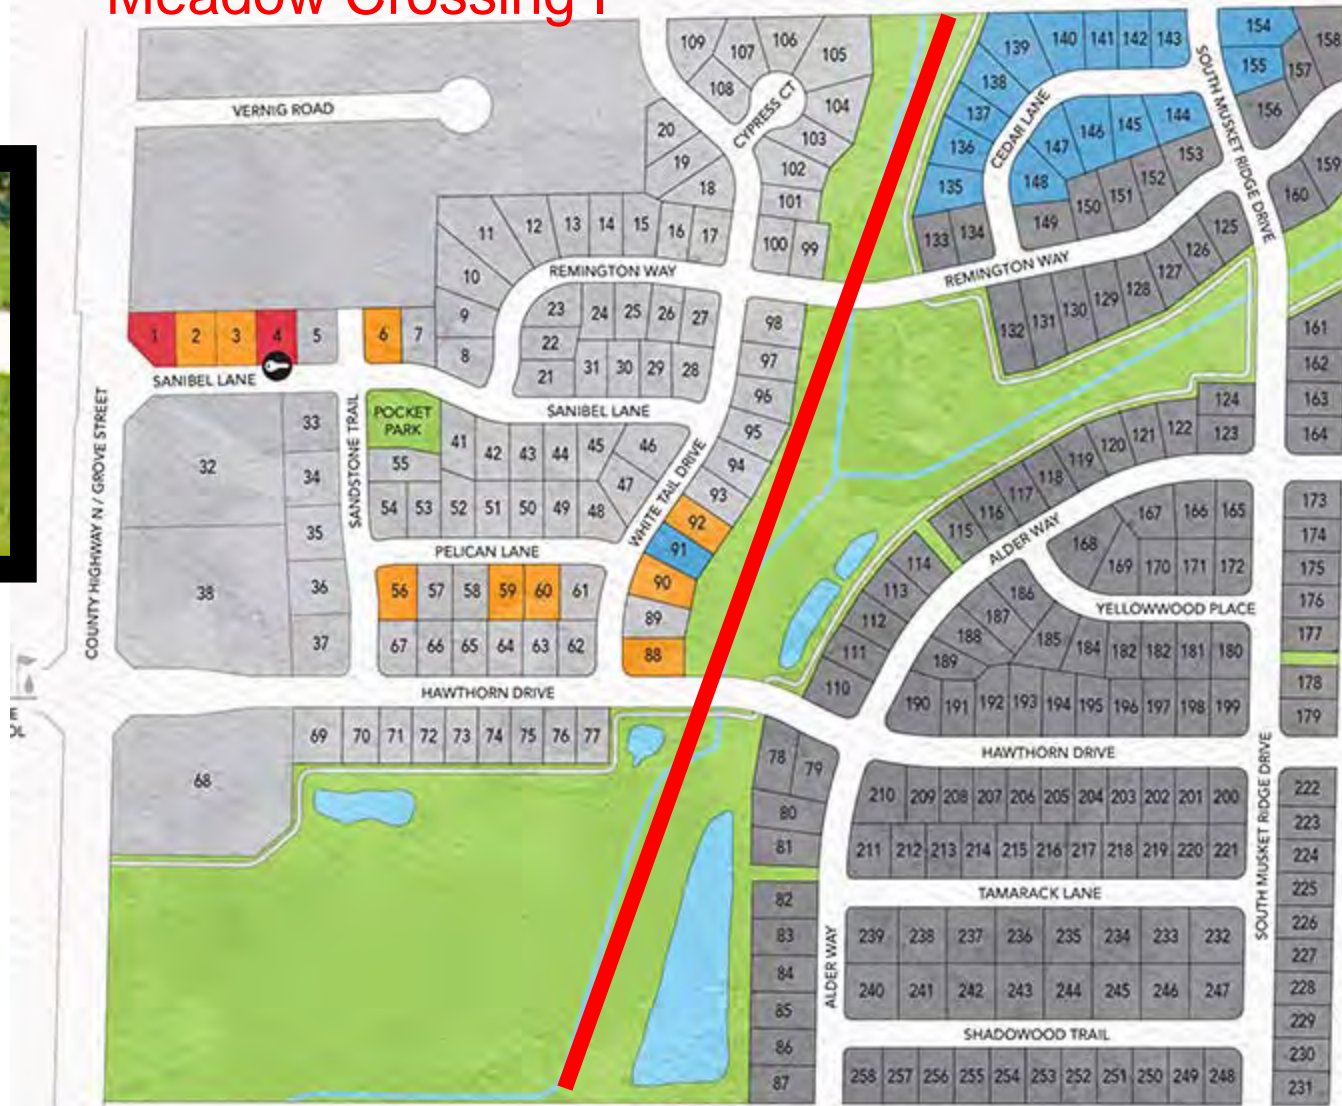 Meadow Crossing I
109
107
106
105
108
104
103
102
101
100 99
CYPRESS CT
20
19
18
VERNIG ROAD
139 140 141 142 143
138
137
136
135
CEDAR LANE
147 146 145 144
148
133 134
149 150 151 152 153
SOUTH MUSKET RIDGE DRIVE
154
155
158
157
156
159
160
11 12 13 14 15 16 17
10
9
8
REMINGTON WAY
REMINGTON WAY
125
126
127
128
129
130
131
132
1 2 3 4 5
6 7
SANIBEL LANE
23 24 25 26 27
22
21 31 30 29 28
SANIBEL LANE
98
97
96
95
94
93
92
91
90
89
88
WHITE TAIL DRIVE
COUNTY HIGHWAY N / GROVE STREET
SANDSTONE TRAIL
POCKET
PARK
32
33
34
35
36
37
38
41 42 43 44 45 46
47
55
54 53 52 51 50 49 48
PELICAN LANE
56 57 58 59 60 61
67 66 65 64 63 62
HAWTHORN DRIVE
161
162
163
164
124
123
122
121
120
119
118
117
116
115
114
113
112
111
110
ALDER WAY
167 166 165
168
169 170 171 172
YELLOWWOOD PLACE
173
174
175
176
177
178
179
186
187
188
189
185 184 182 182 181 180
190 191 192 193 194 195 196 197 198 199
HAWTHORN DRIVE
SOUTH MUSKET RIDGE DRIVE
68
69 70 71 72 73 74 75 76 77
78 79
80
81
82
83
84
85
86
87
ALDER WAY
210 209 208 207 206 205 204 203 202 201 200
211 212 213 214 215 216 217 218 219 220 221
TAMARACK LANE
239 238 237 236 235 234 233 232
240 241 242 243 244 245 246 247
SHADOWOOD TRAIL
258 257 256 255 254 253 252 251 250 249 248
222
223
224
225
226
227
228
229
230
231